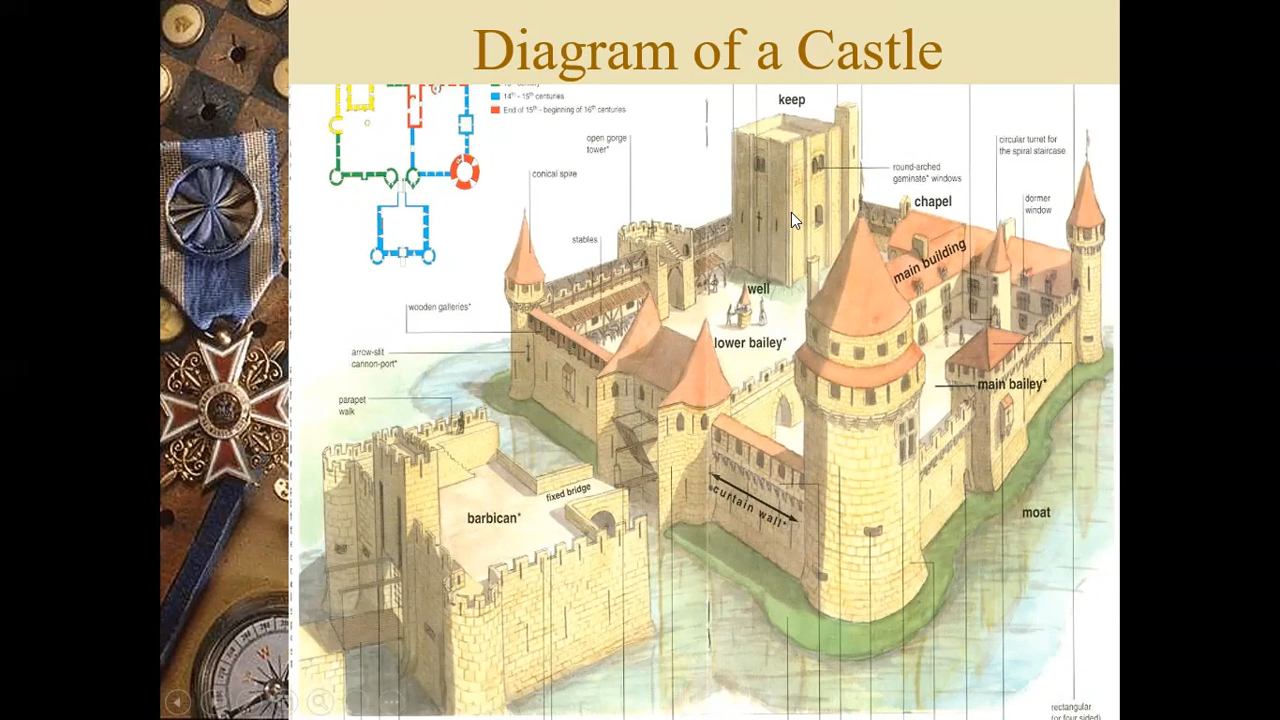 Diagram of a Castle
14th - 15th centuries
End of 15th - beginning of 16th centuries
keep
open gorge
tower*
circular turret for
the spiral staircase
conical spire
round-arched
geminate* windows
chapel
dormer
window
stables
main building
well
wooden galleries*
lower bailey*
arrow-slit
cannon-port*
main bailey*
parapet
walk
fixed bridge
curtain wall*
barbican*
moat
rectangular
(or four sided)
W